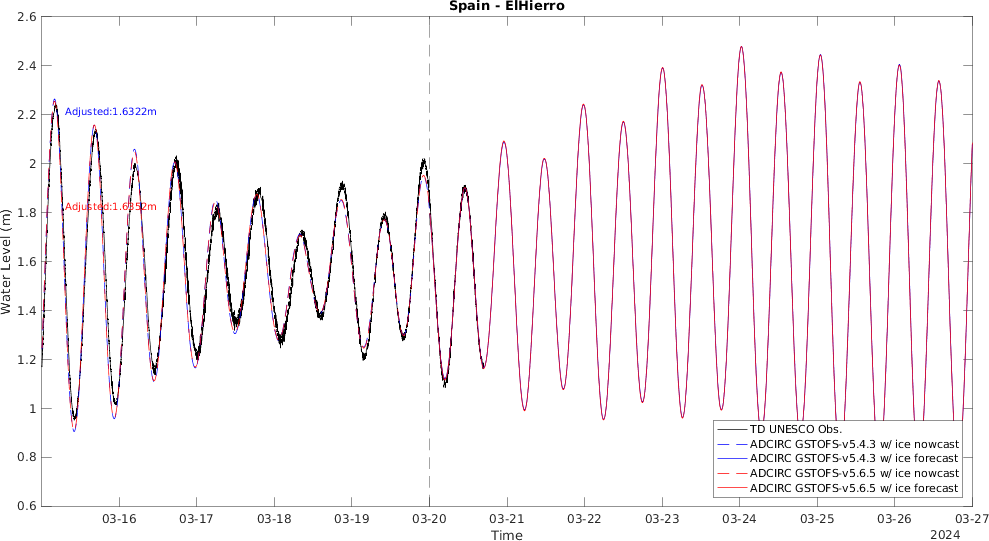 Spain - ElHierro
2.6
2.4
2.2
2
1.8
1.6
1.4
1.2
1
0.8
0.6
Water Level (m)
Adjusted:1.6322m
Adjusted:1.6352m
TD UNESCO Obs.
ADCIRC GSTOFS-v5.4.3 w/ ice nowcast
ADCIRC GSTOFS-v5.4.3 w/ ice forecast
ADCIRC GSTOFS-v5.6.5 w/ ice nowcast
ADCIRC GSTOFS-v5.6.5 w/ ice forecast
03-16 03-17 03-18 03-19 03-20 03-21 03-22 03-23 03-24 03-25 03-26 03-27
Time
2024